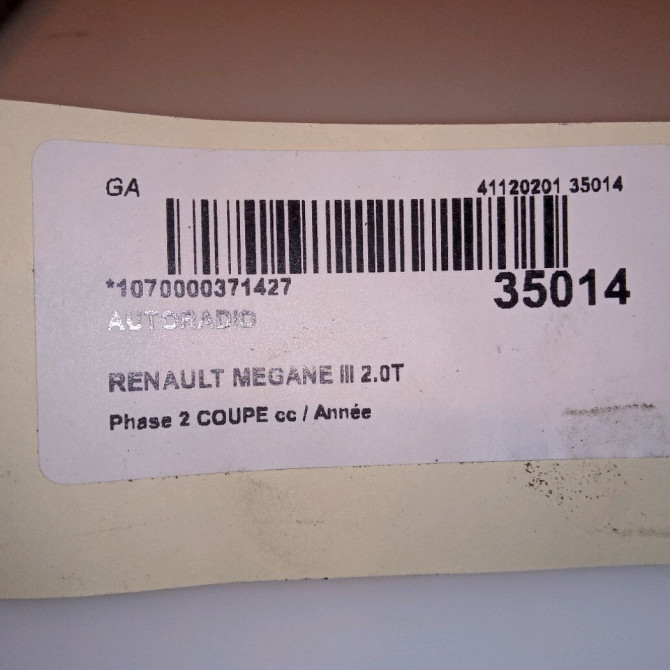 GA
41120201 35014
*1070000371427
35014
AUTORADIO
RENAULT MEGANE III 2.0T
Phase 2 COUPE cc / Année